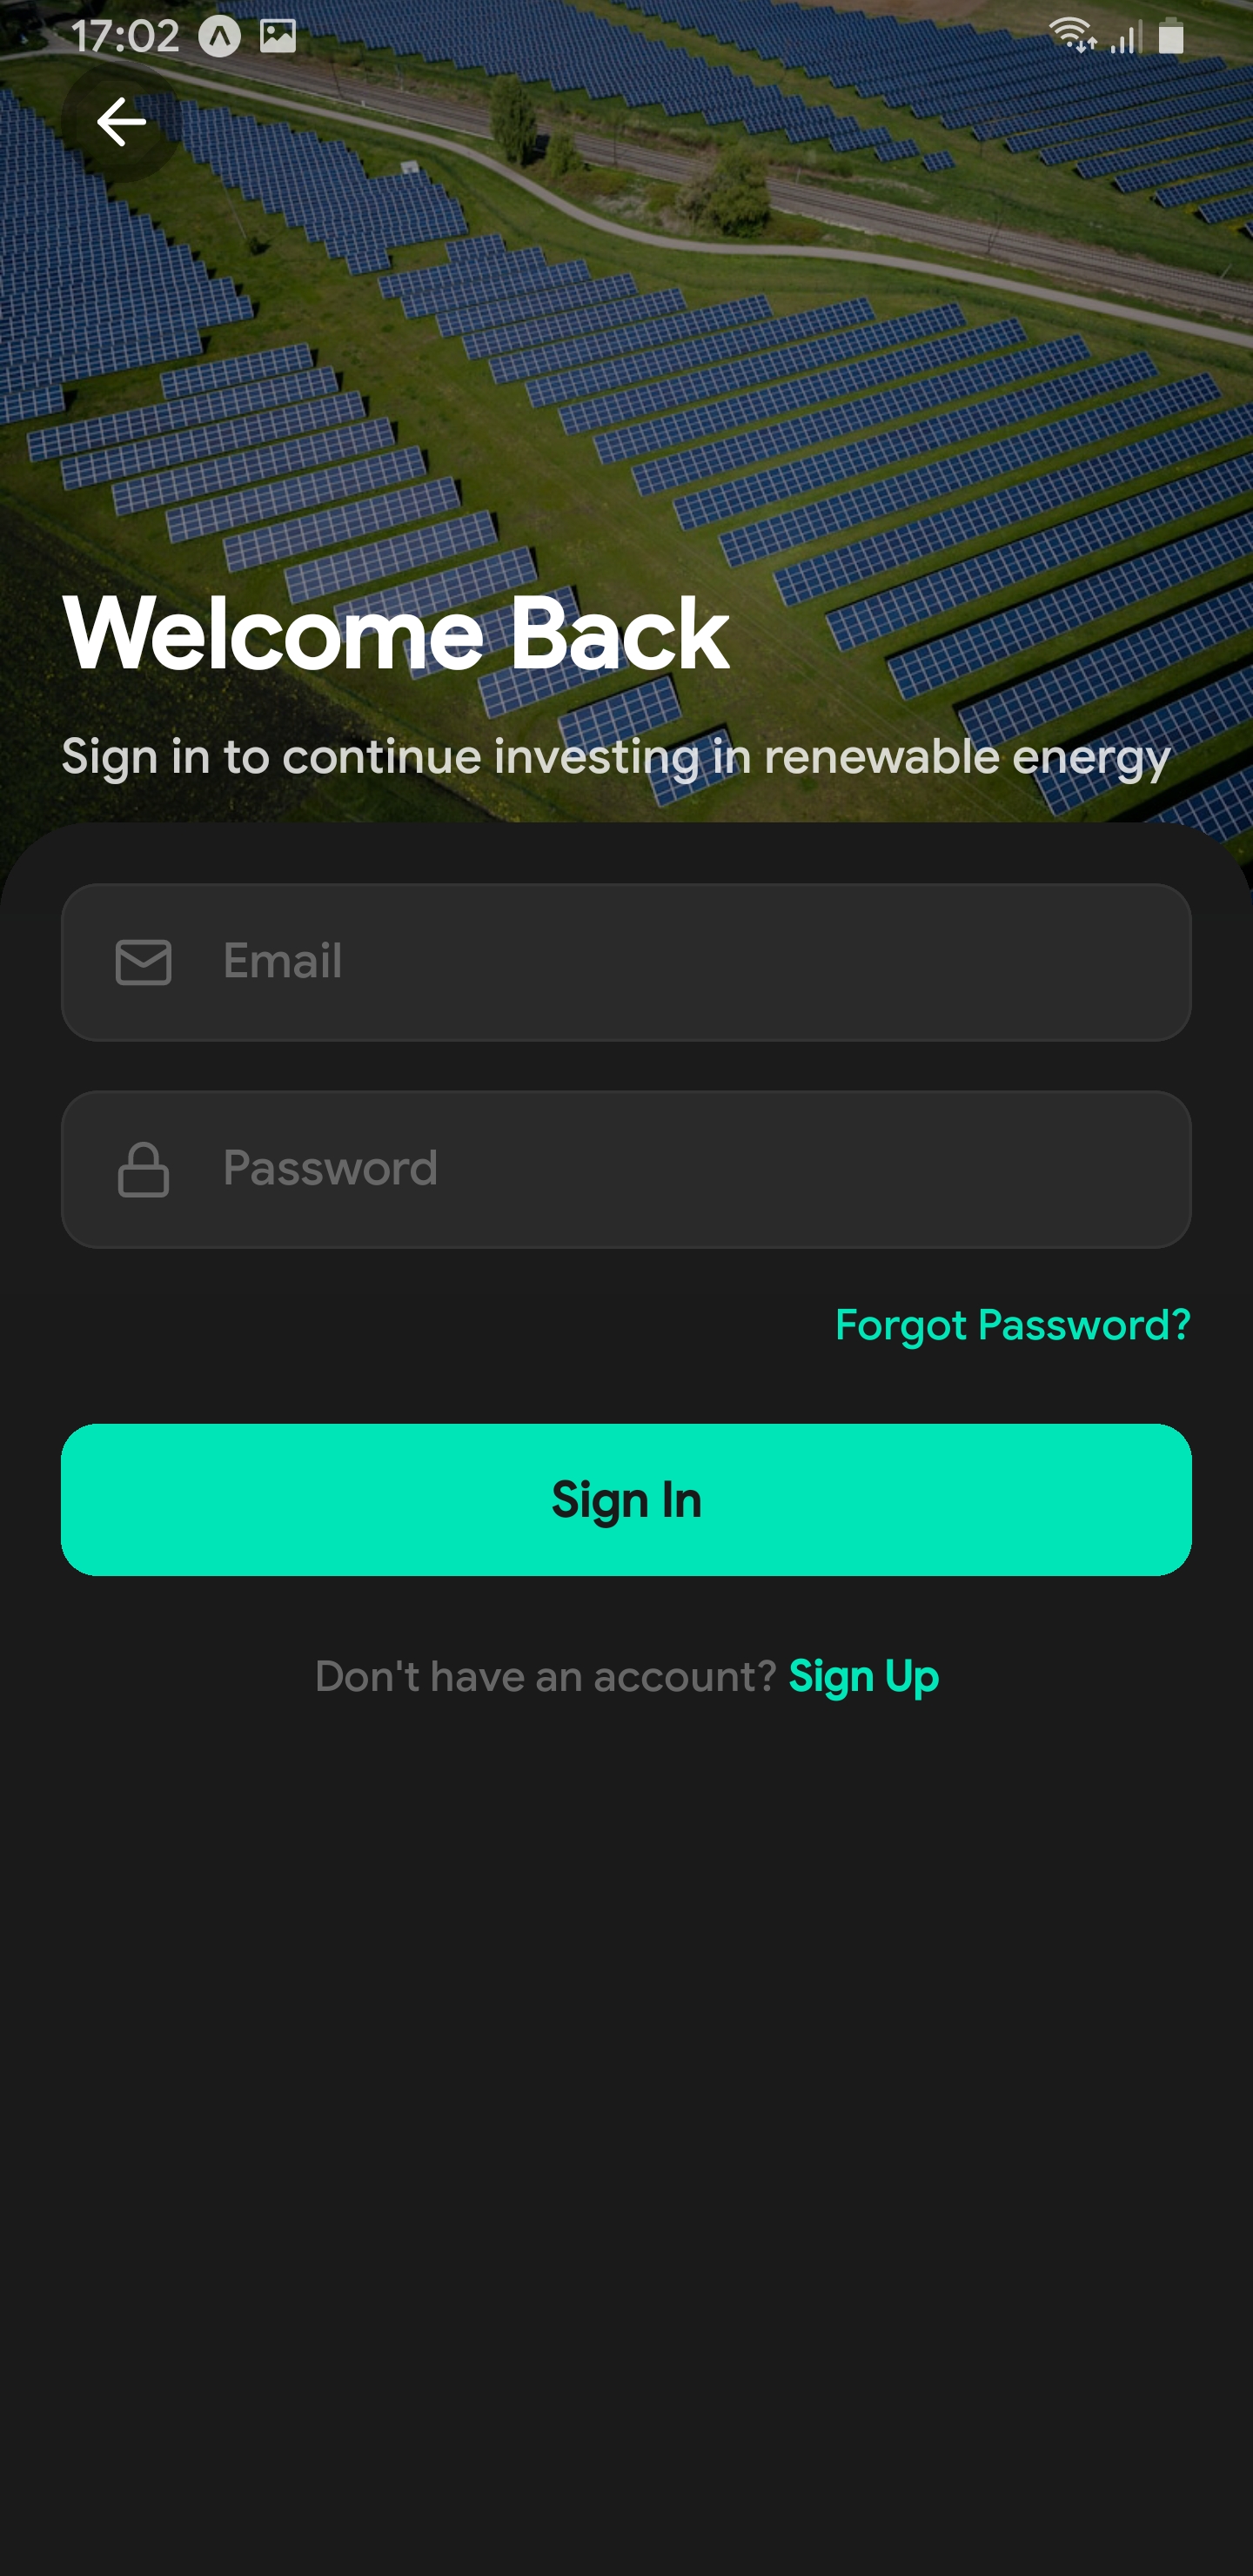 17:02
Welcome Back
Sign in to continue investing in renewable energy
Email
Password
Forgot Password?
Sign In
Don't have an account? Sign Up